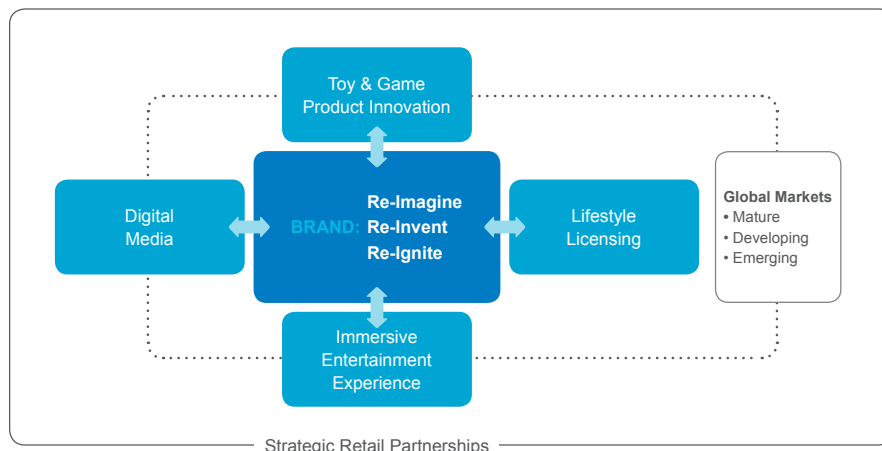 Toy & Game
Product Innovation
Digital
Media
BRAND:
Re-Imagine
Re-Invent
Re-Ignite
Lifestyle
Licensing
Global Markets
• Mature
• Developing
• Emerging
Immersive
Entertainment
Experience
Strategic Retail Partnerships